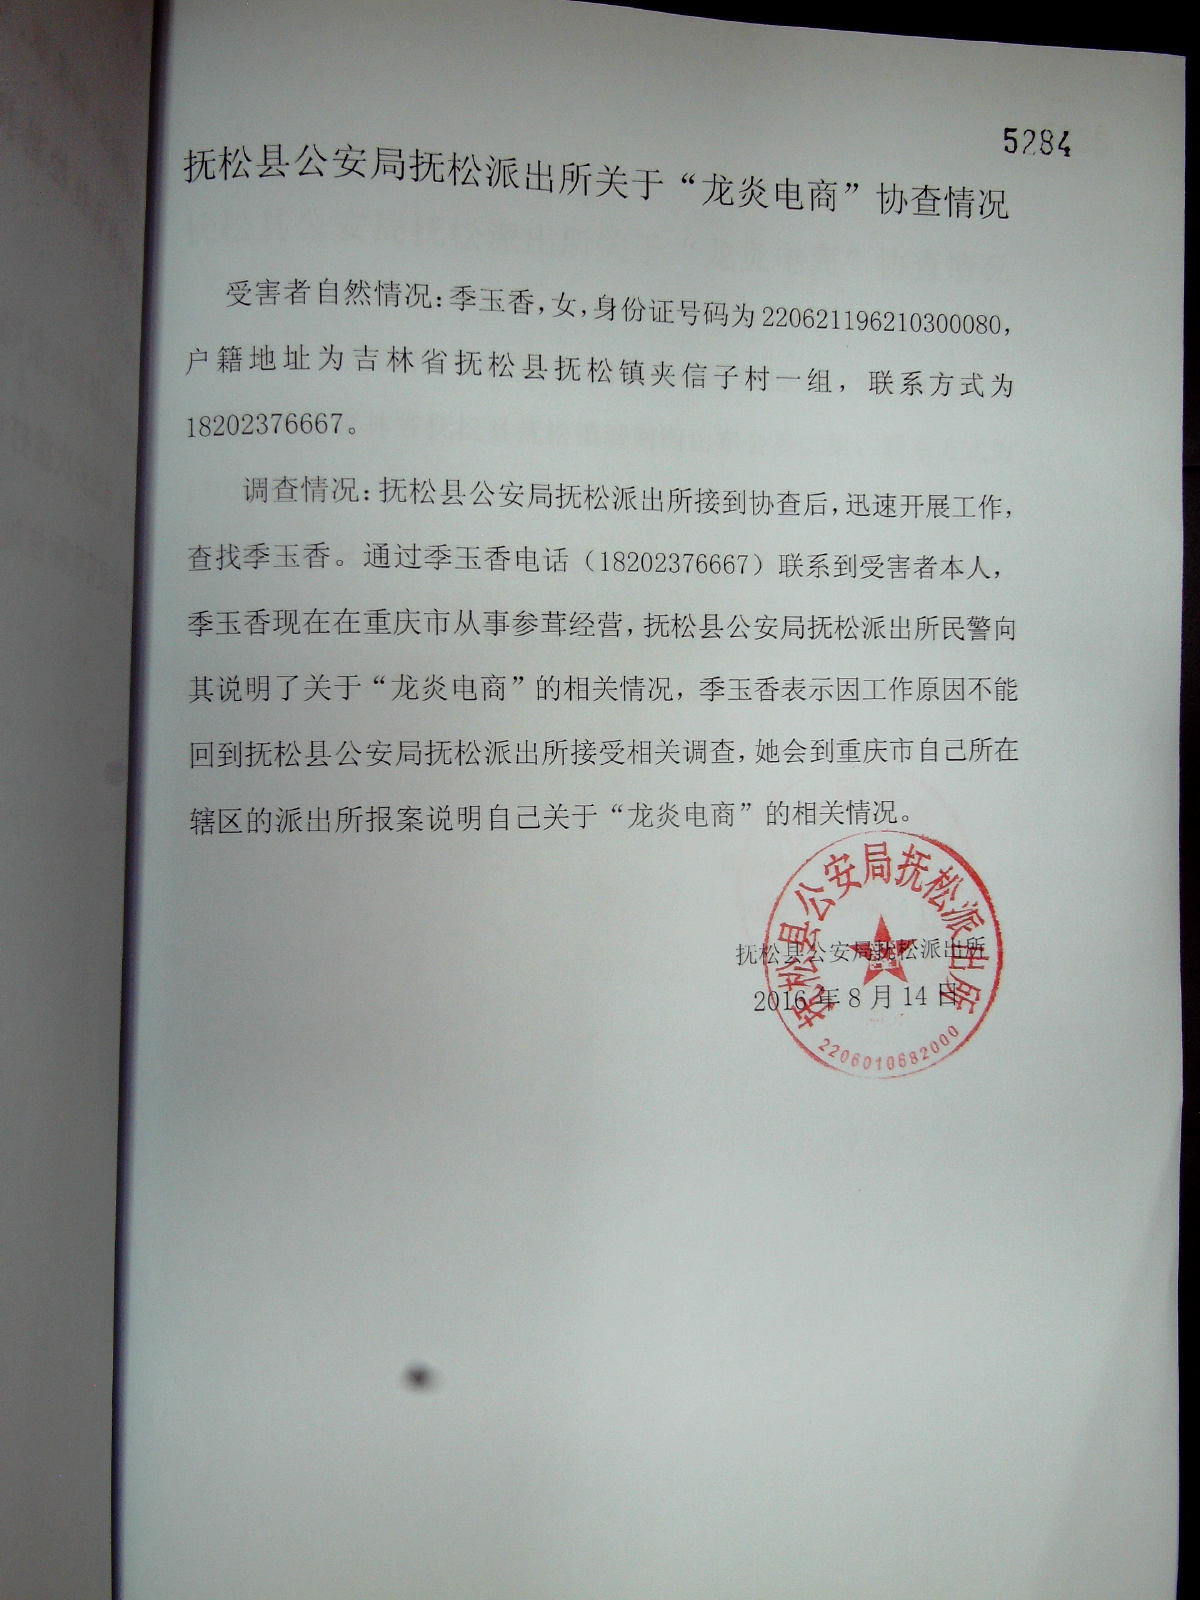 5284
抚松县公安局抚松派出所关于“龙炎电商”协查情况
受害者自然情况：季玉香，女，身份证号码为220621196210300080，
户籍地址为吉林省抚松县抚松镇夹信子村一组，联系方式为
18202376667。
调查情况：抚松县公安局抚松派出所接到协查后，迅速开展工作，
查找季玉香。通过季玉香电话（18202376667）联系到受害者本人，
季玉香现在在重庆市从事参茸经营，抚松县公安局抚松派出所民警向
其说明了关于“龙炎电商”的相关情况，季玉香表示因工作原因不能
回到抚松县公安局抚松派出所接受相关调查，她会到重庆市自己所在
辖区的派出所报案说明自己关于“龙炎电商”的相关情况。
抚松县公安局抚松派出所
抚松县公安局抚松派出所
2016年8月14日
2206010682000